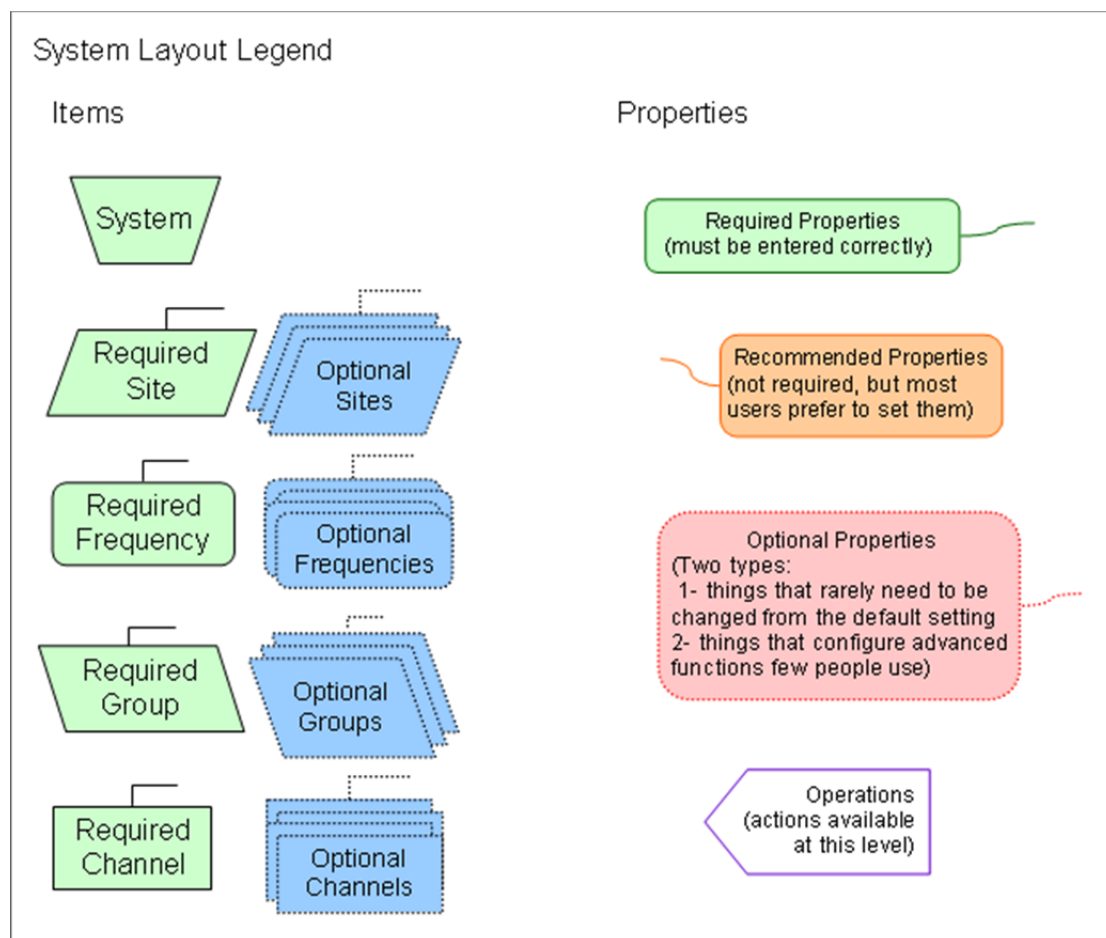 System Layout Legend
Items
Properties
System
Required Properties
(must be entered correctly)
Required
Site
Optional
Sites
Recommended Properties
(not required, but most
users prefer to set them)
Required
Frequency
Optional
Frequencies
Optional Properties
(Two types:
1- things that rarely need to be
changed from the default setting
2- things that configure advanced
functions few people use)
Required
Group
Optional
Groups
Required
Channel
Optional
Channels
Operations
(actions available
at this level)